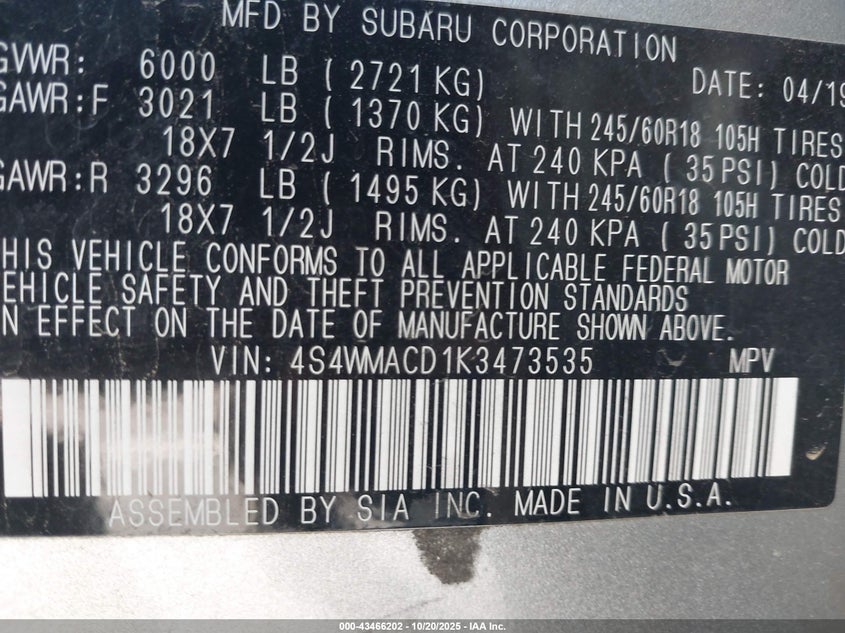 MFD BY SUBARU CORPORATION
GVWR: 6000 LB ( 2721 KG) DATE: 04/19
GAWR:F 3021 LB ( 1370 KG) WITH 245/60R18 105H TIRES
18X7 1/2J RIMS. AT 240 KPA ( 35 PSI) COLD
GAWR:R 3296 LB ( 1495 KG) WITH 245/60R18 105H TIRES
18X7 1/2J RIMS. AT 240 KPA ( 35 PSI) COLD
HIS VEHICLE CONFORMS TO ALL APPLICABLE FEDERAL MOTOR
EHICLE SAFETY AND THEFT PREVENTION STANDARDS
N EFFECT ON THE DATE OF MANUFACTURE SHOWN ABOVE.
VIN: 4S4WMACD1K3473535 MPV
ASSEMBLED BY SIA INC. MADE IN U.S.A.
000-43466202 - 10/20/2025 - IAA Inc.